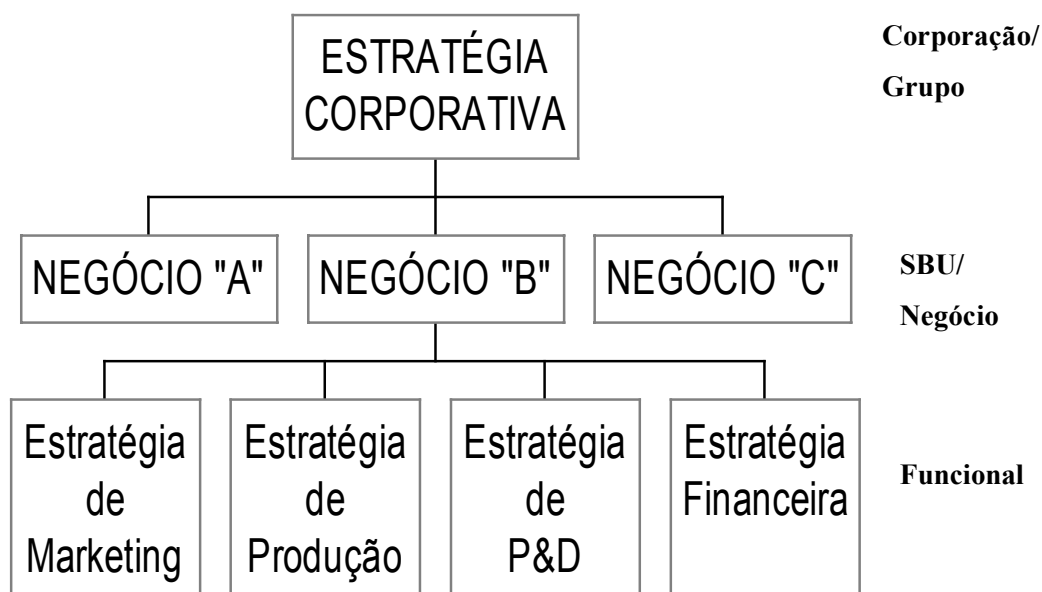 ESTRATÉGIA
CORPORATIVA
Corporação/
Grupo
NEGÓCIO "A"
NEGÓCIO "B"
NEGÓCIO "C"
SBU/
Negócio
Estratégia
de
Marketing
Estratégia
de
Produção
Estratégia
de
P&D
Estratégia
Financeira
Funcional